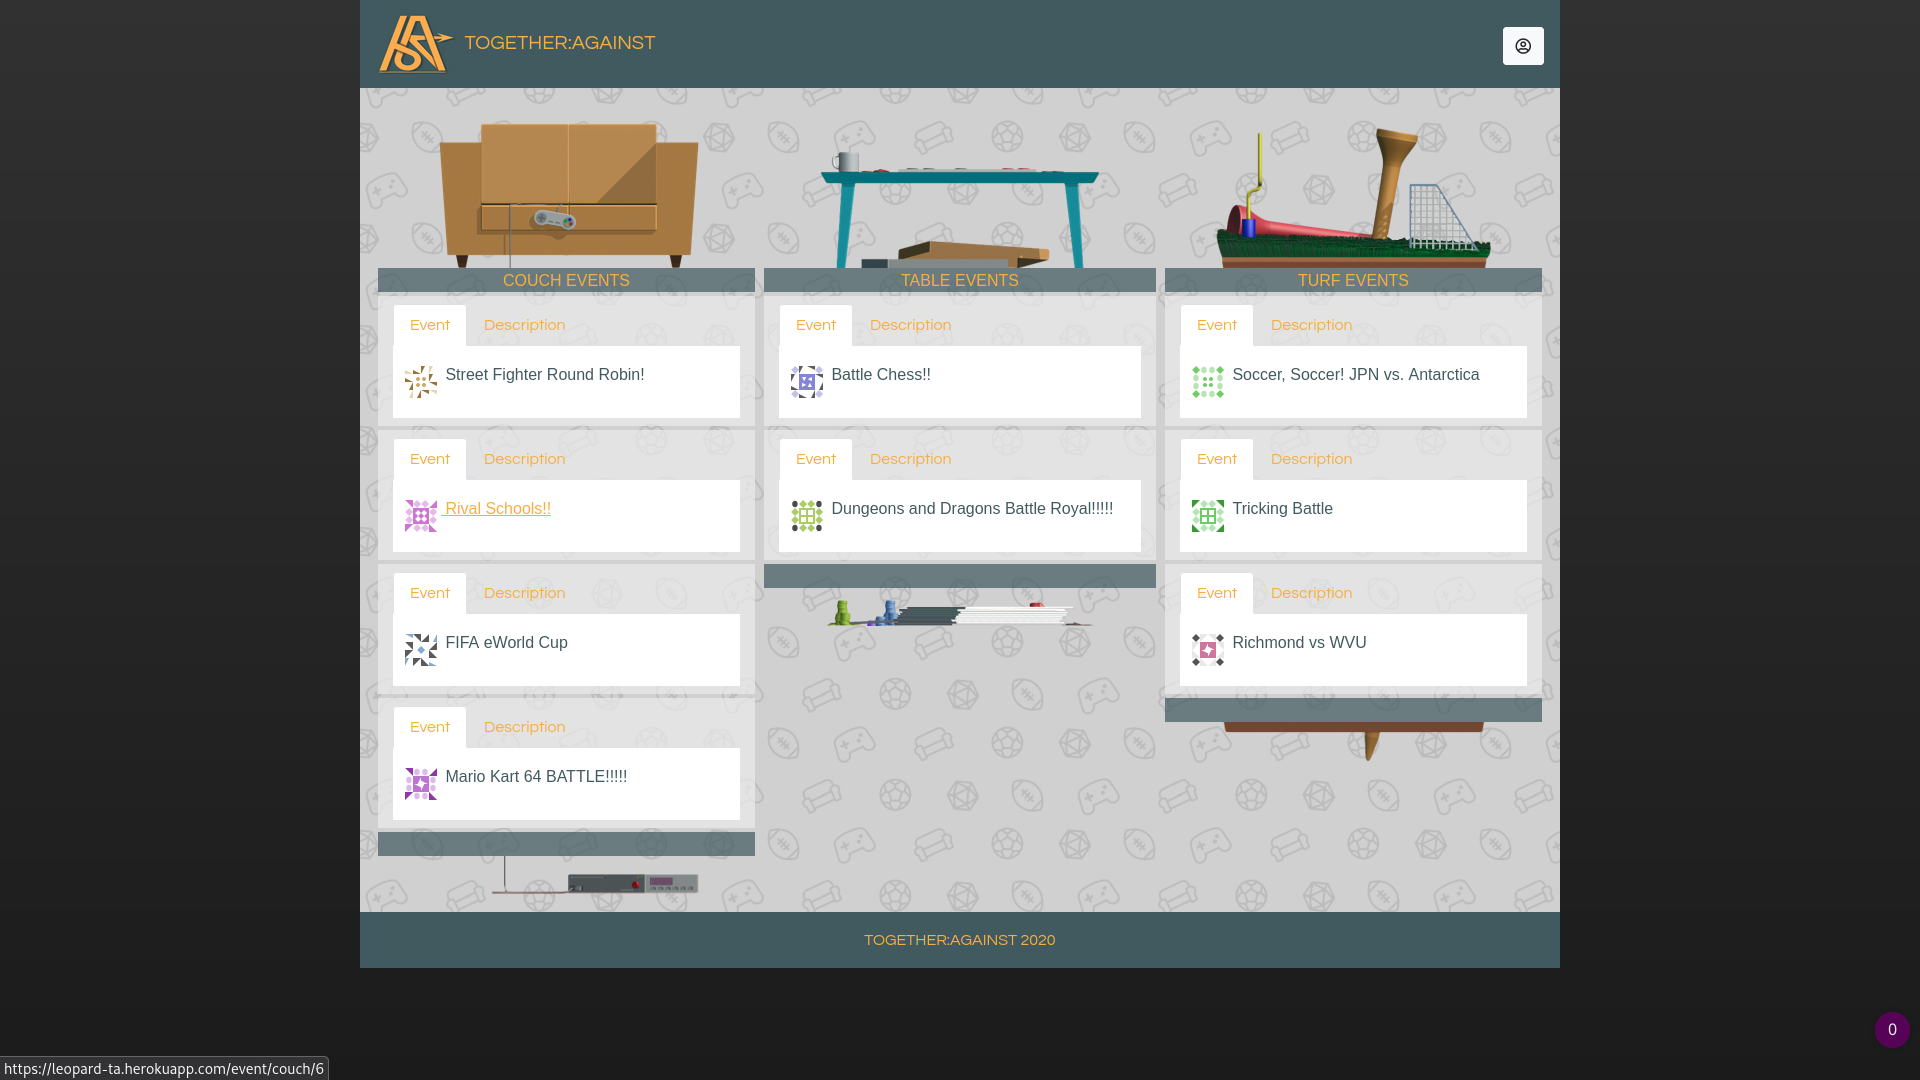 TOGETHER:AGAINST
COUCH EVENTS
Event Description
Street Fighter Round Robin!
Event Description
Rival Schools!!
Event Description
FIFA eWorld Cup
Event Description
Mario Kart 64 BATTLE!!!!!
TABLE EVENTS
Event Description
Battle Chess!!
Event Description
Dungeons and Dragons Battle Royal!!!!!
TURF EVENTS
Event Description
Soccer, Soccer! JPN vs. Antarctica
Event Description
Tricking Battle
Event Description
Richmond vs WVU
TOGETHER:AGAINST 2020
0
https://leopard-ta.herokuapp.com/event/couch/6